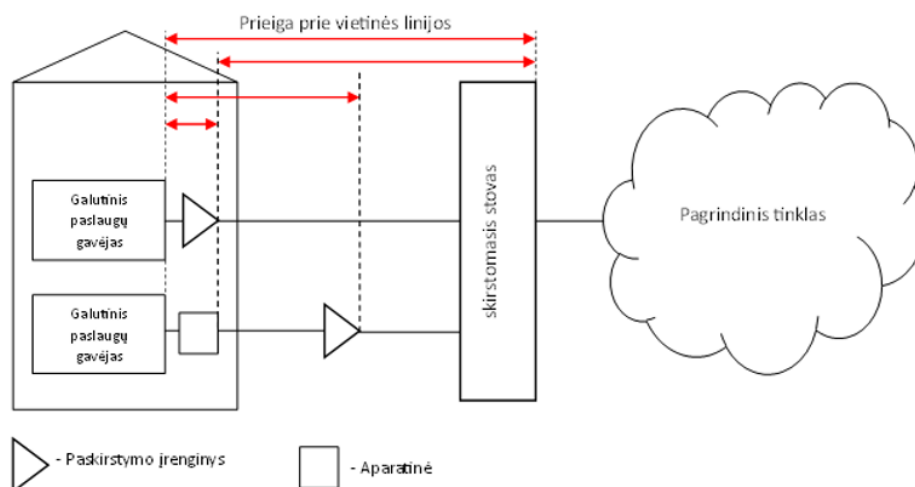 Prieiga prie vietinės linijos
Galutinis
paslaugų
gavėjas
Galutinis
paslaugų
gavėjas
skirstomasis stovas
Pagrindinis tinklas
- Paskirstymo įrenginys
- Aparatinė